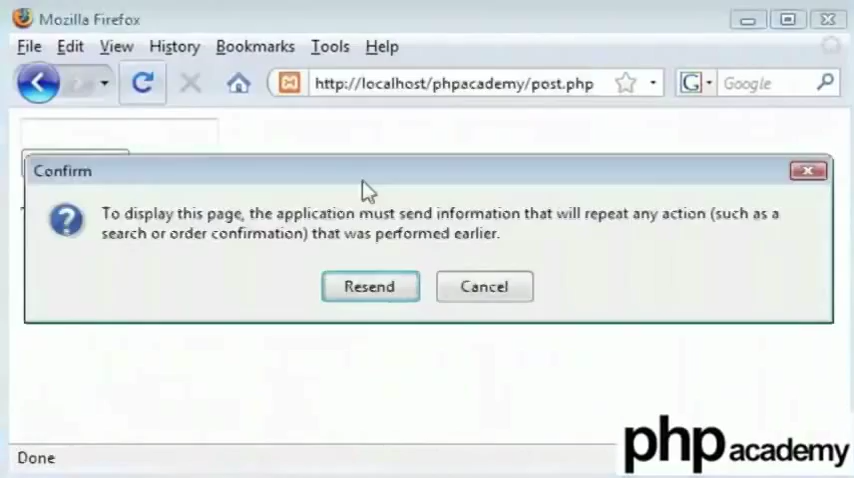 Mozilla Firefox
File Edit View History Bookmarks Tools Help
http://localhost/phpacademy/post.php
G Google
Confirm
To display this page, the application must send information that will repeat any action (such as a
search or order confirmation) that was performed earlier.
Resend Cancel
Done
php academy